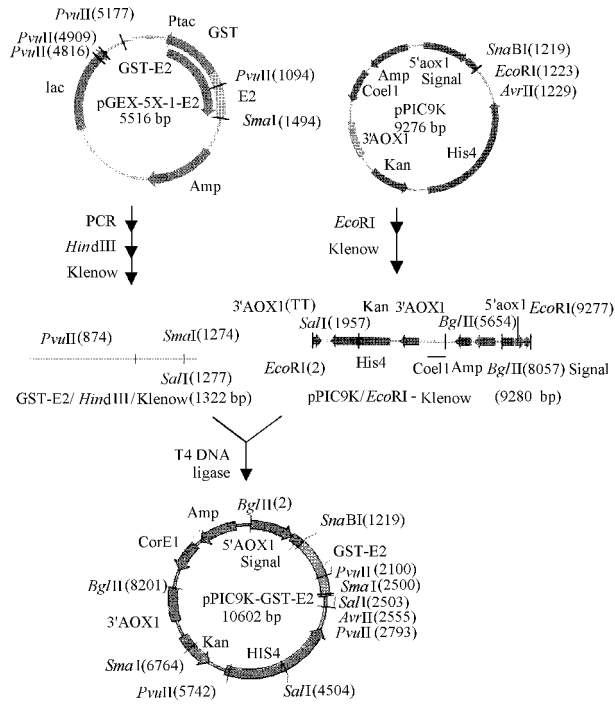 PvuII(5177)
PvuII(4909)
PvuII(4816)
lac
Ptac
GST
GST-E2
PvuII(1094)
E2
pGEX-5X-1-E2
5516 bp
SmaI(1494)
Amp
5'aox1
Signal
Amp
Coel1
SnaBI(1219)
EcoRI(1223)
AvrII(1229)
pPIC9K
9276 bp
3'AOX1
Kan
His4
PCR
HindIII
Klenow
EcoRI
Klenow
PvuII(874)
SmaI(1274)
SalI(1277)
GST-E2/HindIII/Klenow(1322 bp)
3'AOX1(TT)
Kan
3'AOX1
5'aox1
EcoRI(9277)
SalI(1957)
BglII(5654)
EcoRI(2)
His4
Coel1
Amp
BglII(8057)
Signal
pPIC9K/EcoRI-Klenow
(9280 bp)
T4 DNA
ligase
BglII(2)
Amp
SnaBI(1219)
CorE1
5'AOX1
Signal
GST-E2
PvuII(2100)
SmaI(2500)
SalI(2503)
AvrII(2555)
PvuII(2793)
BglII(8201)
pPIC9K-GST-E2
10602 bp
3'AOX1
Kan
HIS4
SmaI(6764)
PvuII(5742)
SalI(4504)